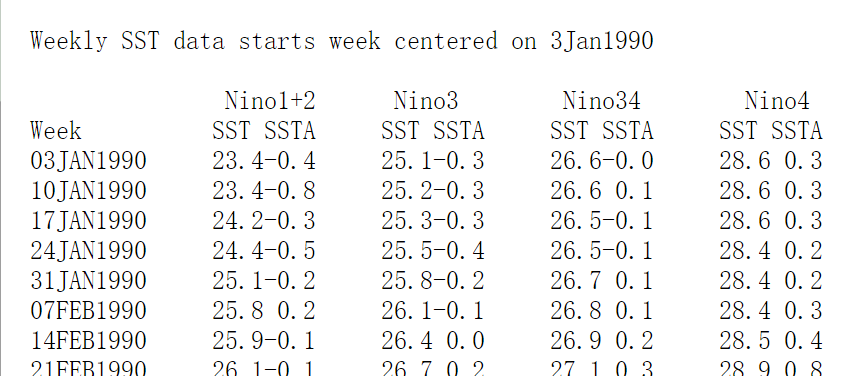 Weekly SST data starts week centered on 3Jan1990
Nino1+2 Nino3 Nino34 Nino4
Week SST SSTA SST SSTA SST SSTA SST SSTA
03JAN1990 23.4-0.4 25.1-0.3 26.6-0.0 28.6 0.3
10JAN1990 23.4-0.8 25.2-0.3 26.6 0.1 28.6 0.3
17JAN1990 24.2-0.3 25.3-0.3 26.5-0.1 28.6 0.3
24JAN1990 24.4-0.5 25.5-0.4 26.5-0.1 28.4 0.2
31JAN1990 25.1-0.2 25.8-0.2 26.7 0.1 28.4 0.2
07FEB1990 25.8 0.2 26.1-0.1 26.8 0.1 28.4 0.3
14FEB1990 25.9-0.1 26.4 0.0 26.9 0.2 28.5 0.4
21FEB1990 26.1-0.1 26.7 0.2 27.1 0.3 28.9 0.8